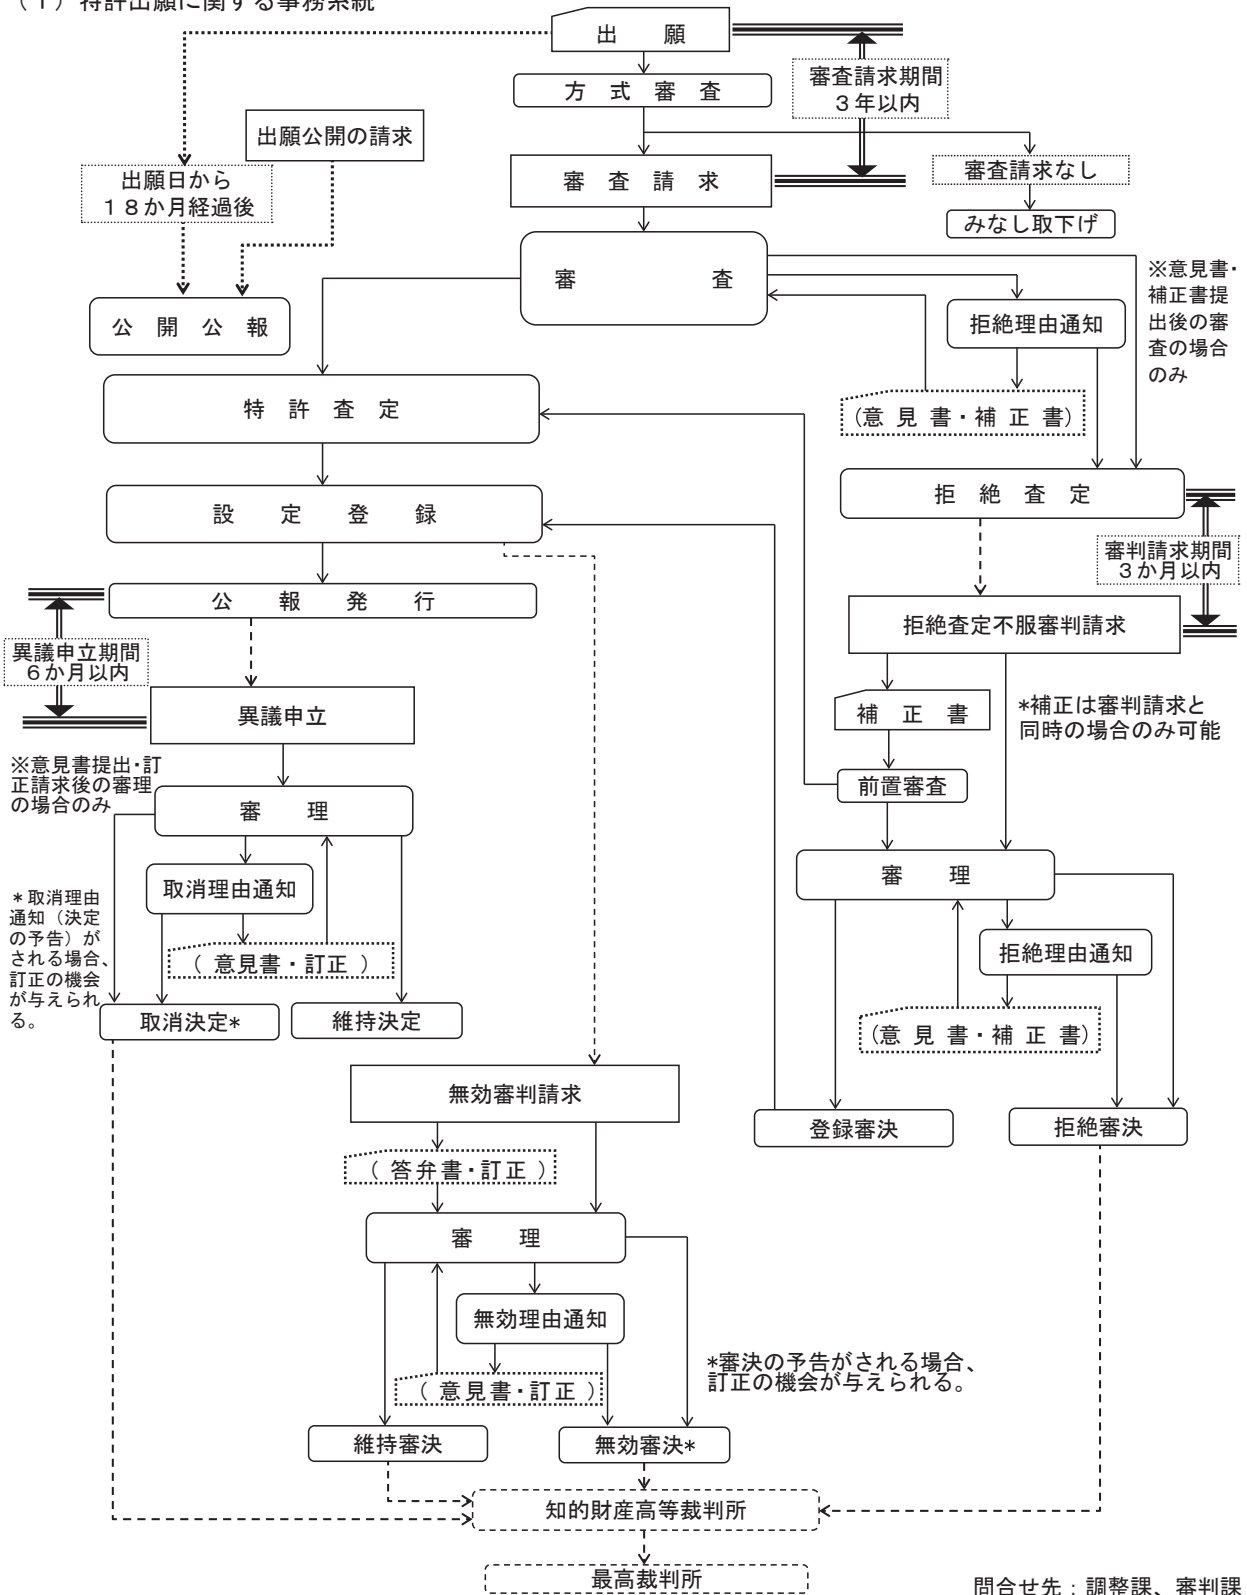 （１）特許出願に関する事務系統
出　願
審査請求期間
３年以内
方　式　審　査
出願公開の請求
出願日から
１８か月経過後
審　査　請　求
審査請求なし
みなし取下げ
審　査
※意見書・
補正書提
出後の審
査の場合
のみ
公　開　公　報
拒絶理由通知
特　許　査　定
(意　見　書・補　正　書)
拒　絶　査　定
設　定　登　録
審判請求期間
３か月以内
公　報　発　行
拒絶査定不服審判請求
異議申立期間
６か月以内
異議申立
補　正　書
*補正は審判請求と
同時の場合のみ可能
※意見書提出・訂
正請求後の審理
の場合のみ
前置審査
審　理
審　理
取消理由通知
＊取消理由
通知（決定
の予告）が
される場合、
訂正の機会
が与えられ
る。
拒絶理由通知
（ 意見書・訂正 ）
取消決定*
維持決定
(意　見　書・補　正　書)
無効審判請求
登録審決
拒絶審決
（ 答弁書・訂正 ）
審　理
無効理由通知
*審決の予告がされる場合、
訂正の機会が与えられる。
（ 意見書・訂正 ）
維持審決
無効審決*
知的財産高等裁判所
最高裁判所
問合せ先：調整課、審判課